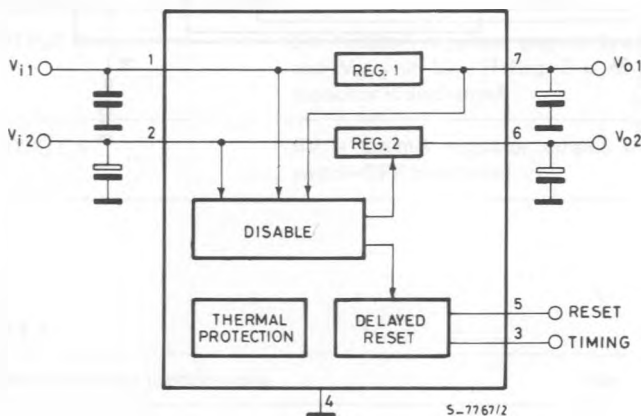 Vi1
1
REG. 1
7
Vo1
Vi2
2
REG. 2
6
Vo2
DISABLE
THERMAL
PROTECTION
DELAYED
RESET
5
RESET
3
TIMING
4
S_7767/2